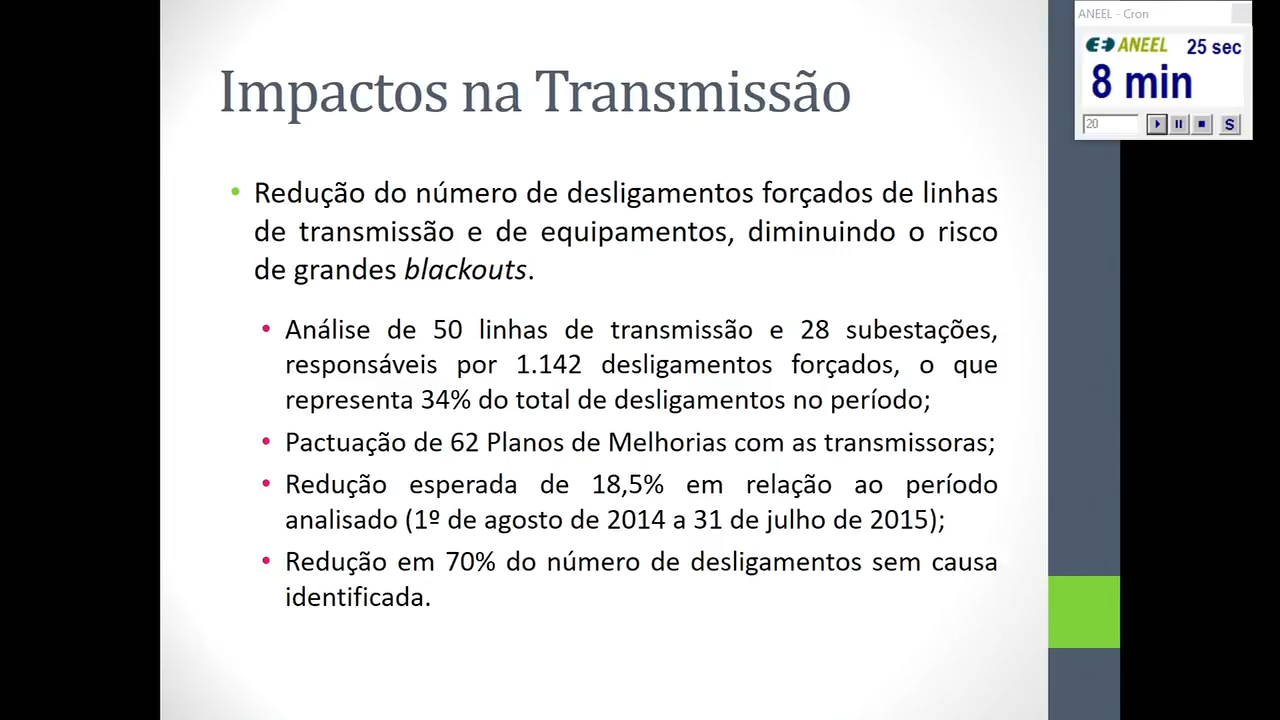 ANEEL - Cron
ANEEL 25 sec
8 min
20
S
Impactos na Transmissão
• Redução do número de desligamentos forçados de linhas
de transmissão e de equipamentos, diminuindo o risco
de grandes blackouts.
• Análise de 50 linhas de transmissão e 28 subestações,
responsáveis por 1.142 desligamentos forçados, o que
representa 34% do total de desligamentos no período;
• Pactuação de 62 Planos de Melhorias com as transmissoras;
• Redução esperada de 18,5% em relação ao período
analisado (1º de agosto de 2014 a 31 de julho de 2015);
• Redução em 70% do número de desligamentos sem causa
identificada.